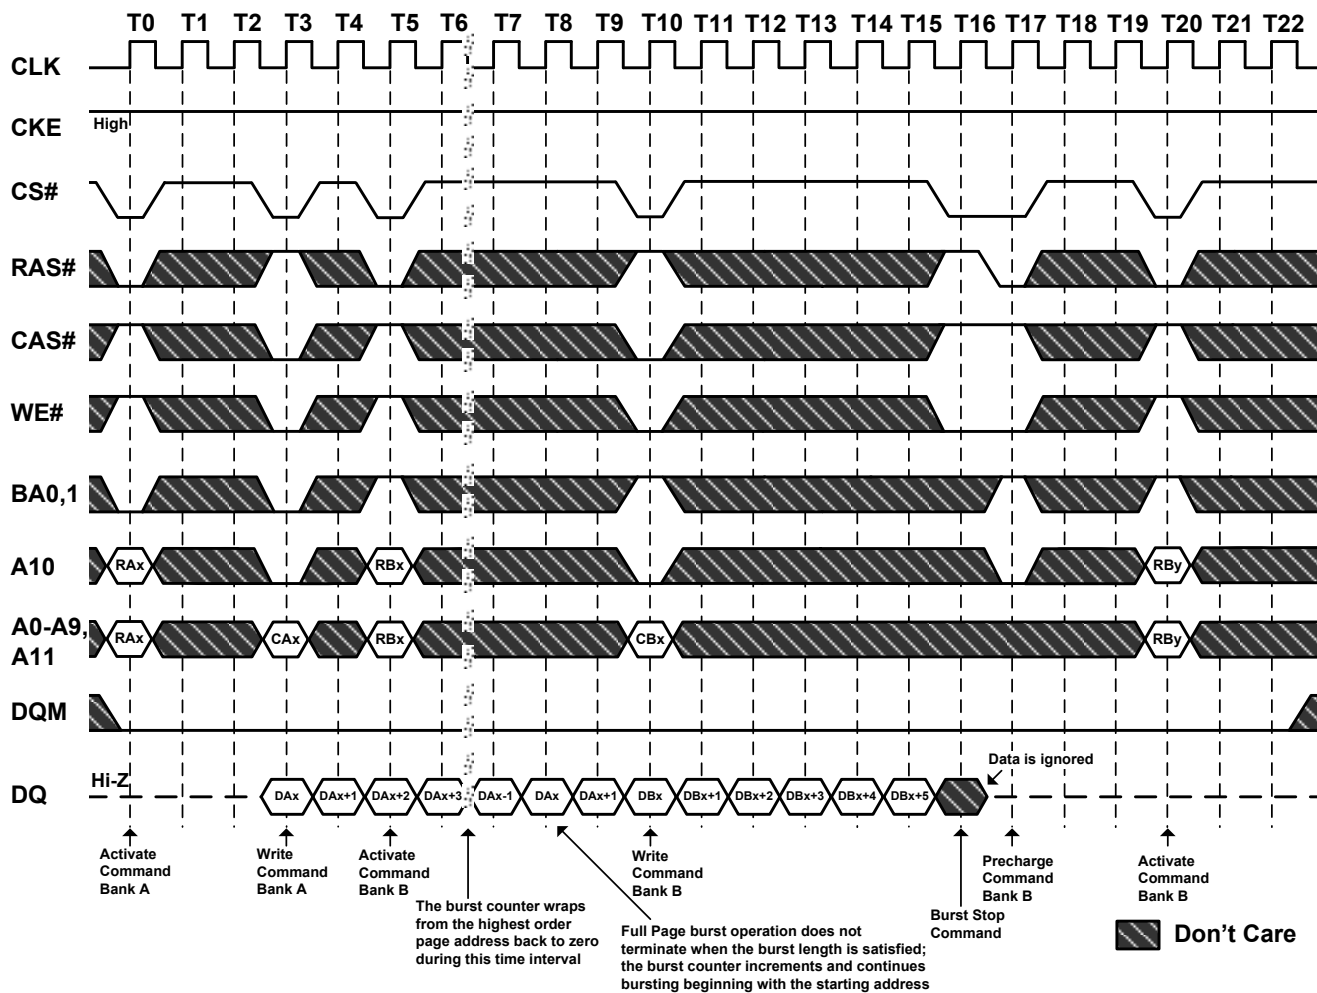 T0 T1 T2 T3 T4 T5 T6 T7 T8 T9 T10 T11 T12 T13 T14 T15 T16 T17 T18 T19 T20 T21 T22
CLK
CKE High
CS#
RAS#
CAS#
WE#
BA0,1
A10 RAx RBx RBy
A0-A9,
A11 RAx CAx RBx CBx RBy
DQM
Hi-Z
Data is ignored
DQ DAx DAx+1 DAx+2 DAx+3 DAx-1 DAx DAx+1 DBx DBx+1 DBx+2 DBx+3 DBx+4 DBx+5
Activate
Command
Bank A
Write
Command
Bank A
Activate
Command
Bank B
The burst counter wraps
from the highest order
page address back to zero
during this time interval
Write
Command
Bank B
Full Page burst operation does not
terminate when the burst length is satisfied;
the burst counter increments and continues
bursting beginning with the starting address
Burst Stop
Command
Precharge
Command
Bank B
Activate
Command
Bank B
Don't Care